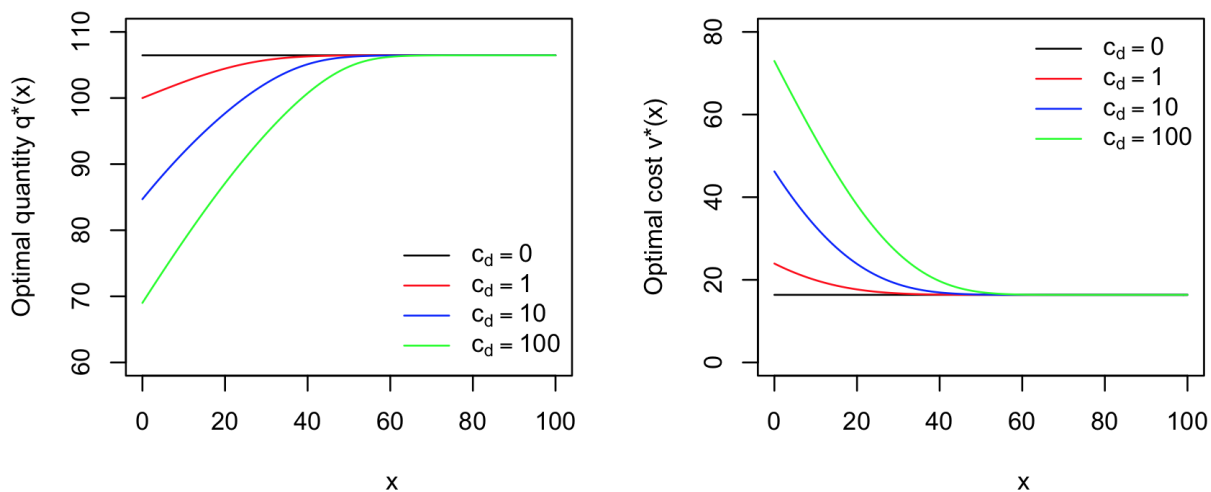 Optimal quantity q*(x)
110
100
90
80
70
60
0 20 40 60 80 100
x
c_d = 0
c_d = 1
c_d = 10
c_d = 100
Optimal cost v*(x)
80
60
40
20
0
0 20 40 60 80 100
x
c_d = 0
c_d = 1
c_d = 10
c_d = 100